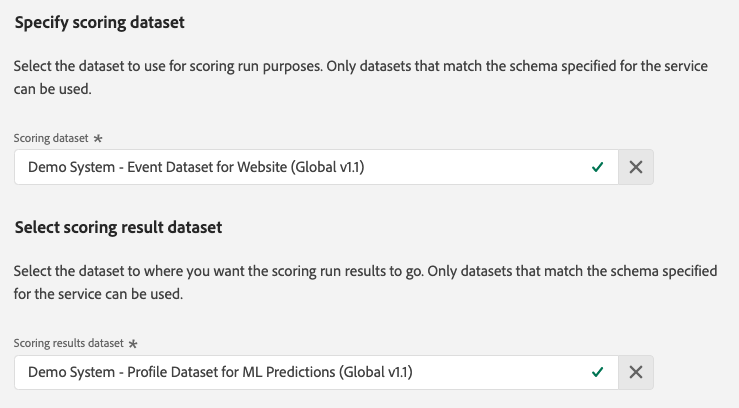 Specify scoring dataset
Select the dataset to use for scoring run purposes. Only datasets that match the schema specified for the service
can be used.
Scoring dataset *
Demo System - Event Dataset for Website (Global v1.1)
Select scoring result dataset
Select the dataset to where you want the scoring run results to go. Only datasets that match the schema specified
for the service can be used.
Scoring results dataset *
Demo System - Profile Dataset for ML Predictions (Global v1.1)